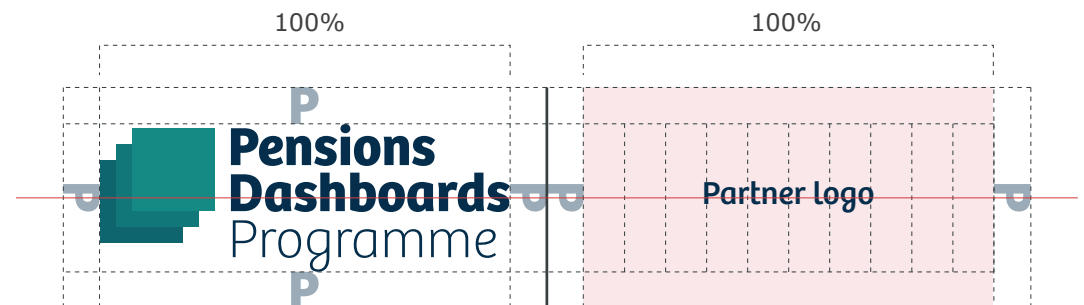 100%
100%
P
Pensions
Dashboards
Programme
P
P
P
Partner logo
P
P